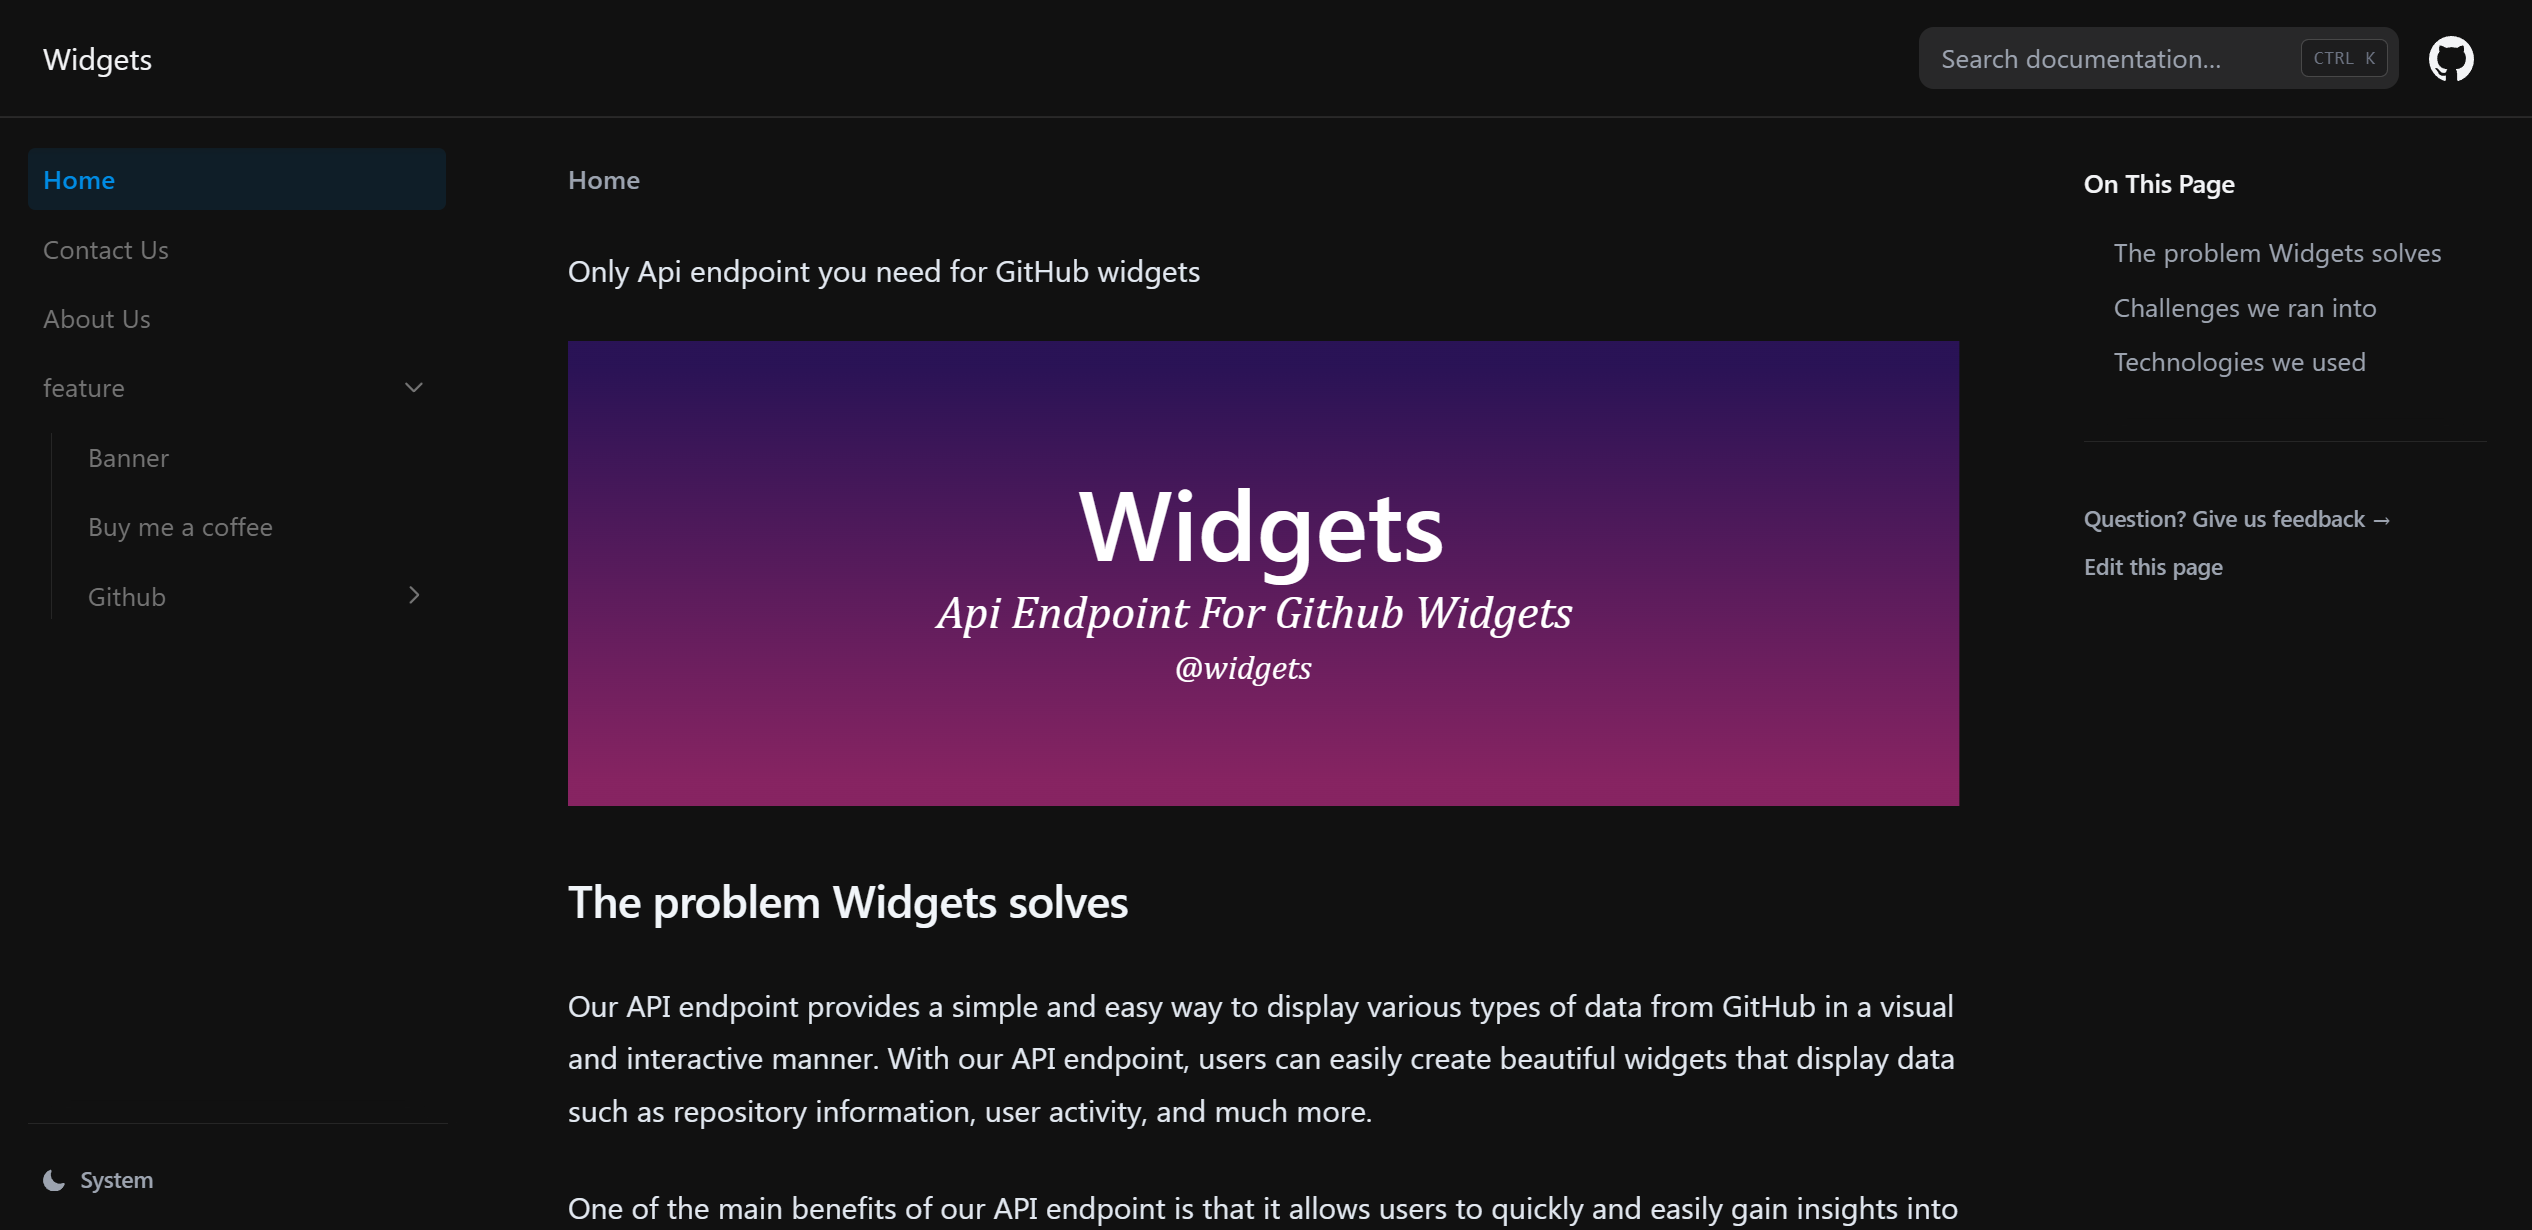 Widgets
Search documentation...
CTRL K
Home
Contact Us
About Us
feature
Banner
Buy me a coffee
Github
System
Home
Only Api endpoint you need for GitHub widgets
Widgets
Api Endpoint For Github Widgets
@widgets
The problem Widgets solves
Our API endpoint provides a simple and easy way to display various types of data from GitHub in a visual
and interactive manner. With our API endpoint, users can easily create beautiful widgets that display data
such as repository information, user activity, and much more.
One of the main benefits of our API endpoint is that it allows users to quickly and easily gain insights into
On This Page
The problem Widgets solves
Challenges we ran into
Technologies we used
Question? Give us feedback →
Edit this page